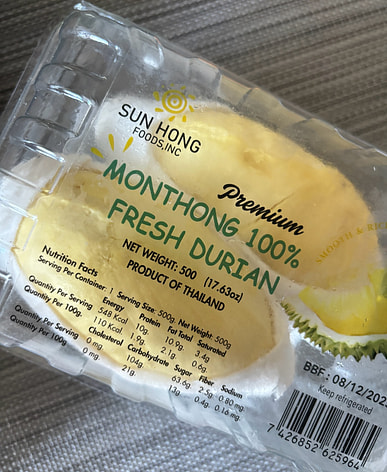 SUN HONG
FOODS,INC
Premium
MONTHONG 100%
FRESH DURIAN
SMOOTH & RIC
NET WEIGHT: 500 (17.63oz)
PRODUCT OF THAILAND
Nutrition Facts
Serving Per Container : 1 Serving Size: 500g, Net Weight: 500g
Energy Protein Fat total Saturated
Quantity Per Serving 548 Kcal 10g. 10.9g 3.4g
Quantity Per 100g. 110 Kcal 1.9g. 2.1g 0.6g
Cholesterol Carbohydrate Sugar Fiber Sodium
Quantity Per Serving 0 mg. 104g. 63.6g. 2.5g. 0.80 mg.
Quantity Per 100g. 0 mg. 21g. 13g. 0.4g. 0.16 mg.
BBF : 08/12/202
Keep refrigerated
7 426852 625964